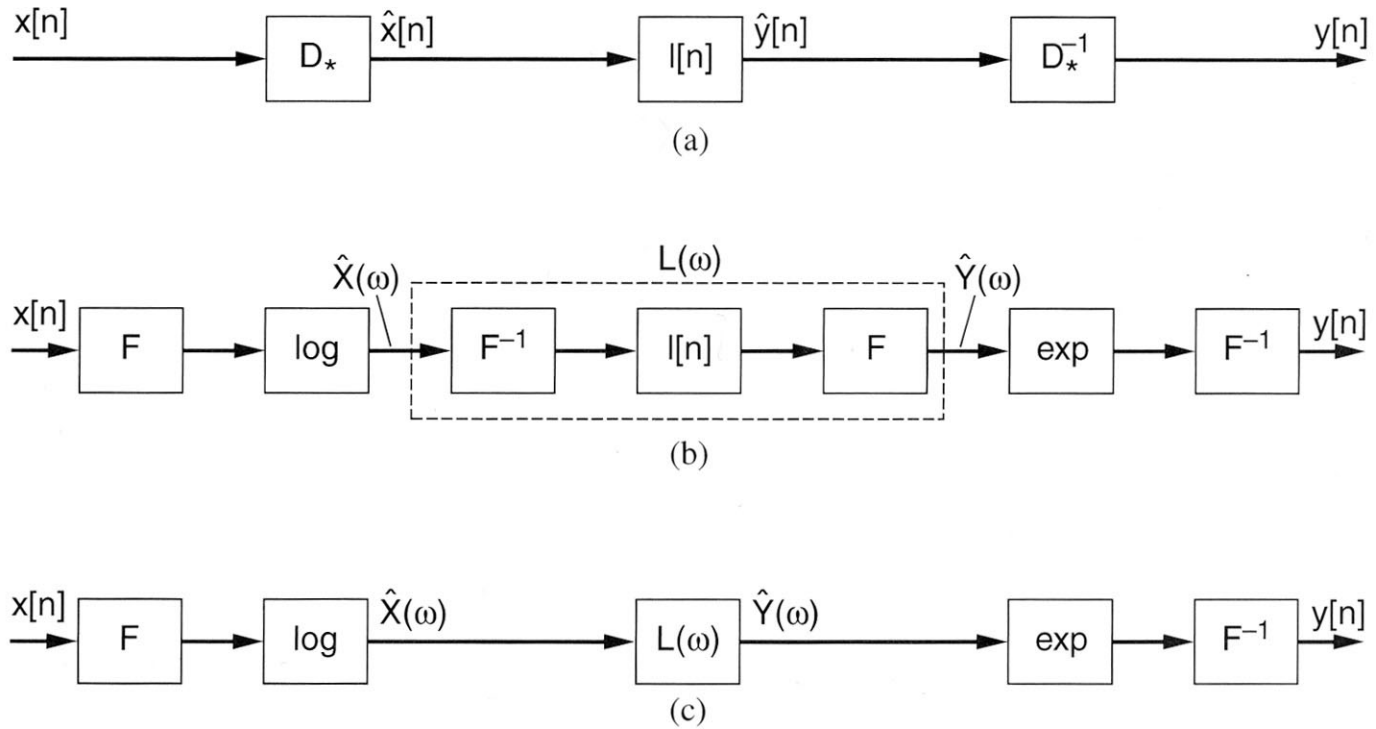 x[n] D⁎ x̂[n] l[n] ŷ[n] D⁎⁻¹ y[n]
(a)
L(ω)
X̂(ω) Ŷ(ω)
x[n] F log F⁻¹ l[n] F exp F⁻¹ y[n]
(b)
x[n] F log X̂(ω) L(ω) Ŷ(ω) exp F⁻¹ y[n]
(c)